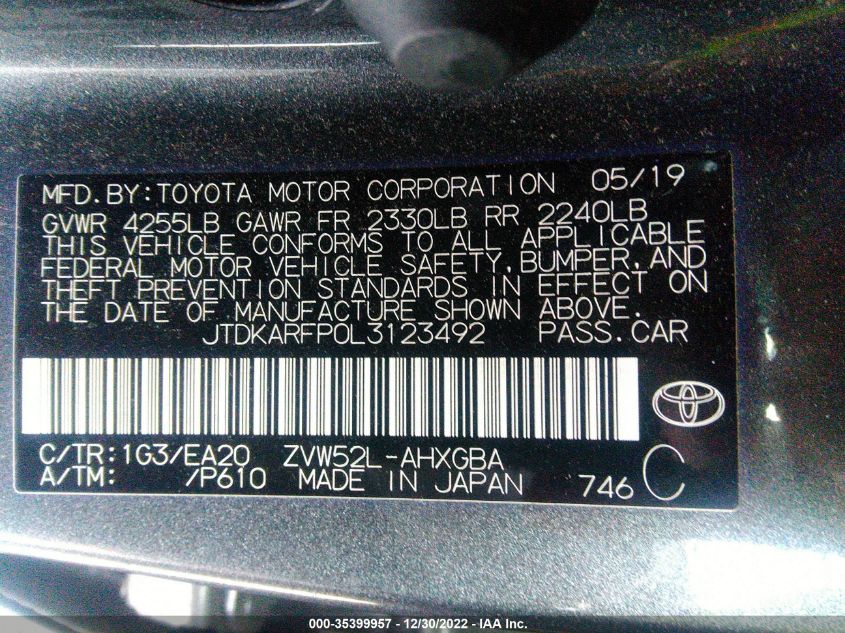 MFD.BY:TOYOTA MOTOR CORPORATION 05/19
GVWR 4255LB GAWR FR 2330LB RR 2240LB
THIS VEHICLE CONFORMS TO ALL APPLICABLE
FEDERAL MOTOR VEHICLE SAFETY,BUMPER,AND
THEFT PREVENTION STANDARDS IN EFFECT ON
THE DATE OF MANUFACTURE SHOWN ABOVE.
JTDKARFP0L3123492 PASS.CAR
C/TR:1G3/EA20 ZVW52L-AHXGBA
A/TM: /P610 MADE IN JAPAN 746 C
000-35399957 - 12/30/2022 - IAA Inc.